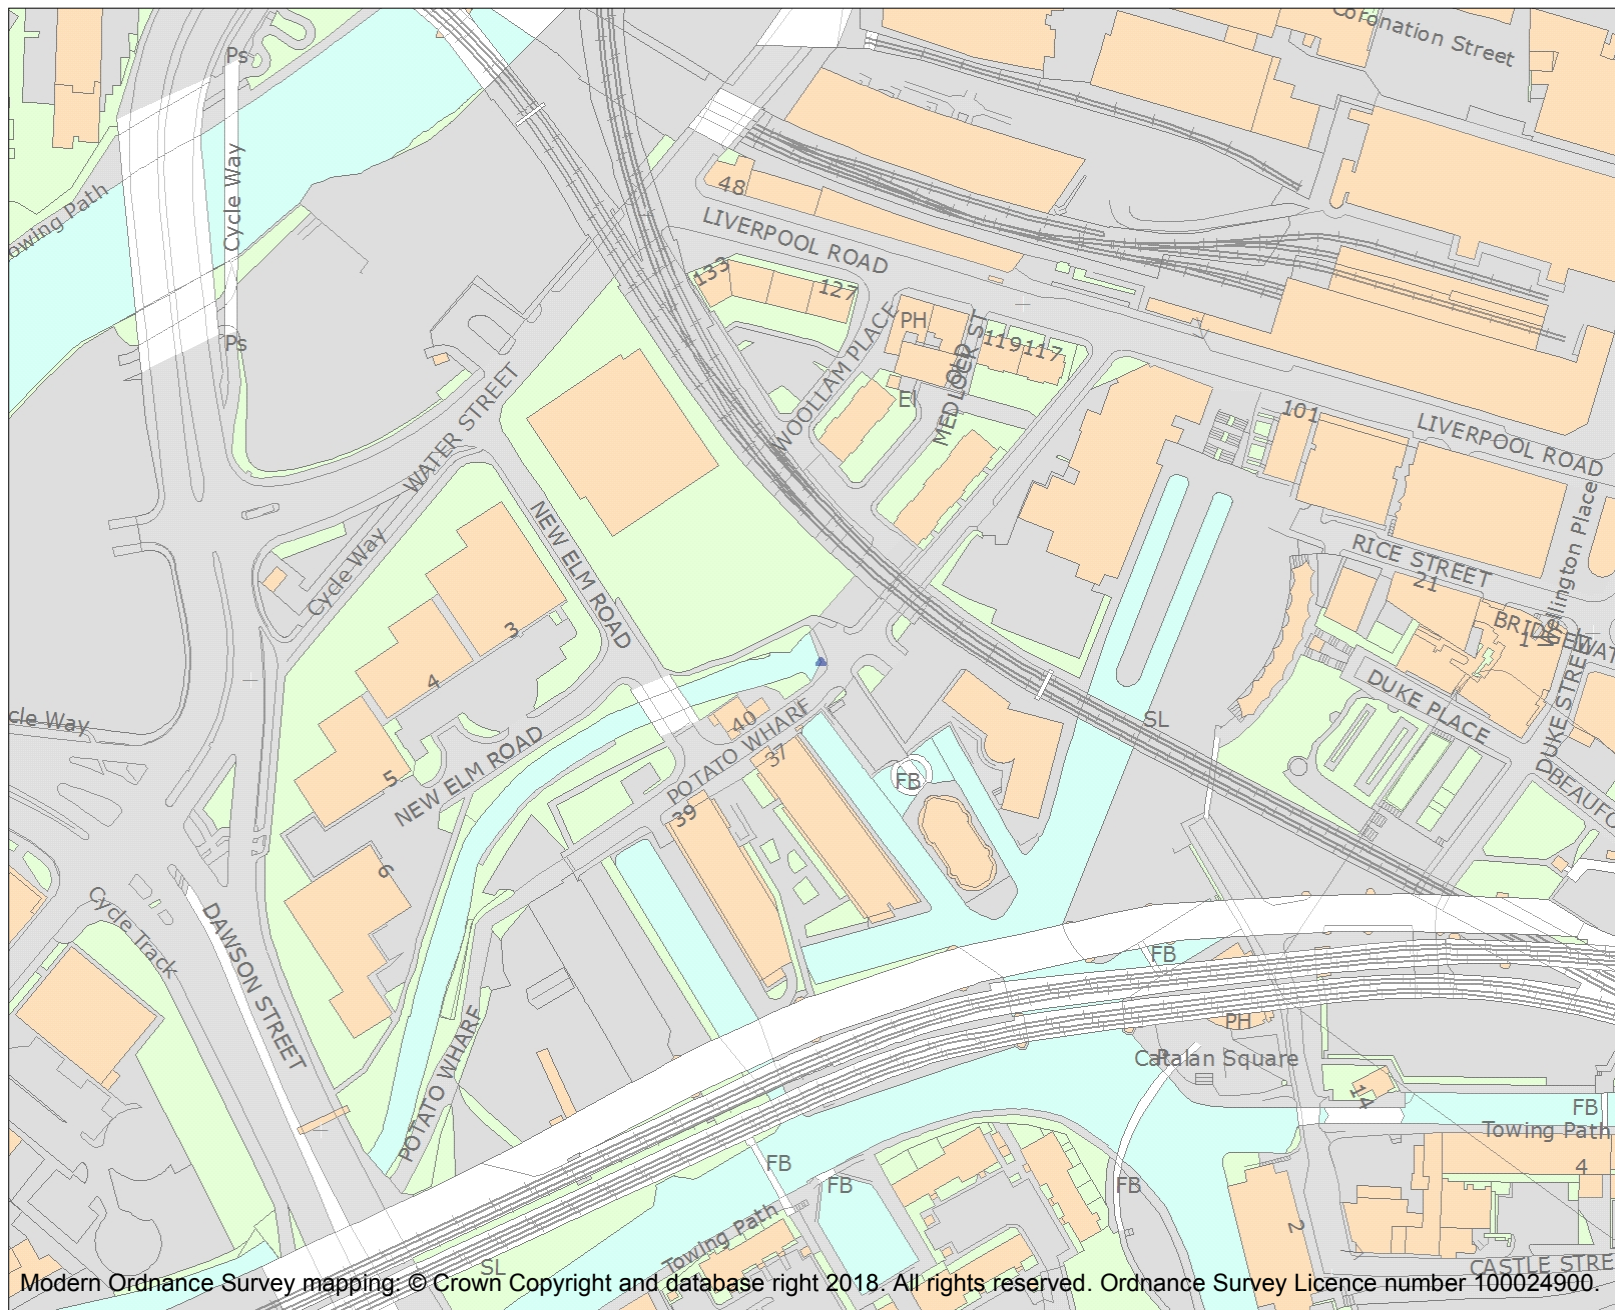 Coronation Street
Ps
Cycle Way
owing Path
48
LIVERPOOL ROAD
133
127
Ps
PH
WOOLLAM PLACE
OLD
MEDLOCK ST
119
117
El
WATER STREET
101
LIVERPOOL ROAD
Wellington Place
Cycle Way
NEW ELM ROAD
RICE STREET
21
BRIDGEWAT
1
3
4
DUKE PLACE
DUKE STREET
cle Way
SL
40
37
POTATO WHARF
NEW ELM ROAD
5
FB
BEAUFO
39
6
Cycle Track
DAWSON STREET
FB
PH
Catalan Square
POTATO WHARF
14
FB
Towing Path
FB
FB
FB
4
Towing Path
2
SL
CASTLE STRE
Modern Ordnance Survey mapping: © Crown Copyright and database right 2018. All rights reserved. Ordnance Survey Licence number 100024900.